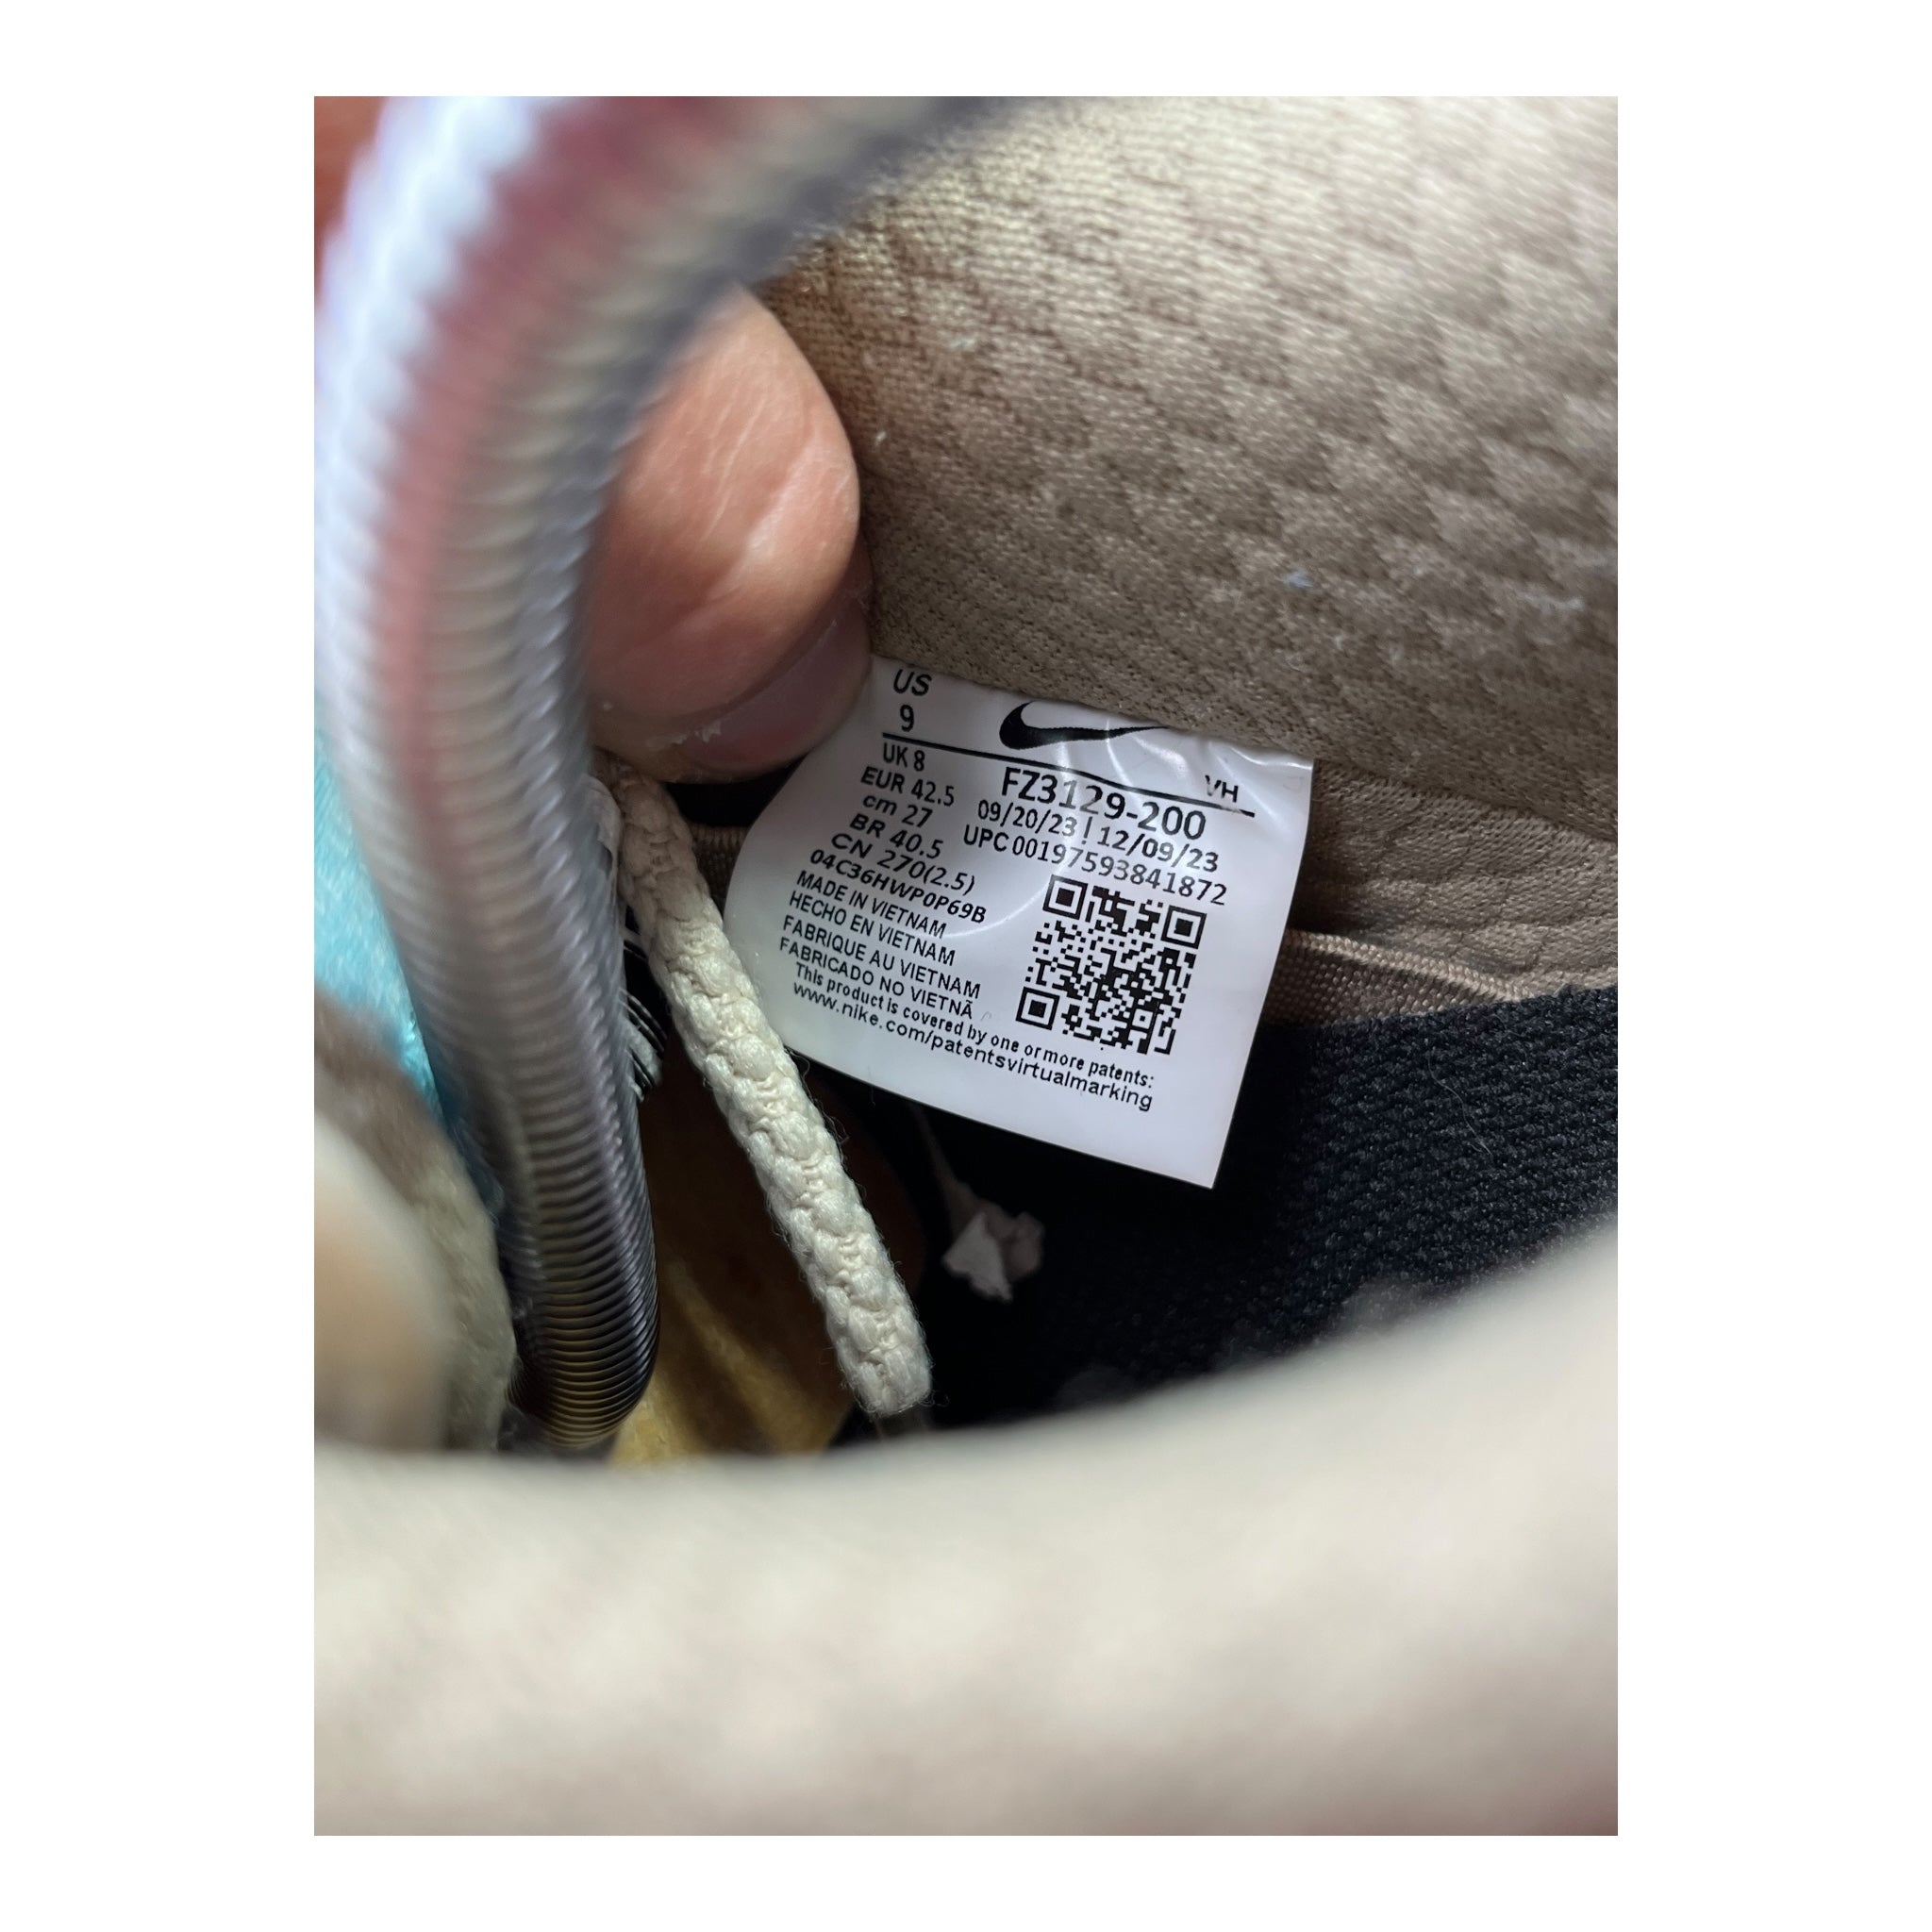 US
9
VH
UK 8
EUR 42.5
cm 27
BR 40.5
CN 270(2.5)
04C36HWP0P69B
FZ3129-200
09/20/23 | 12/09/23
UPC 00197593841872
MADE IN VIETNAM
HECHO EN VIETNAM
FABRIQUE AU VIETNAM
FABRICADO NO VIETNÃ
This product is covered by one or more patents:
www.nike.com/patentsvirtualmarking